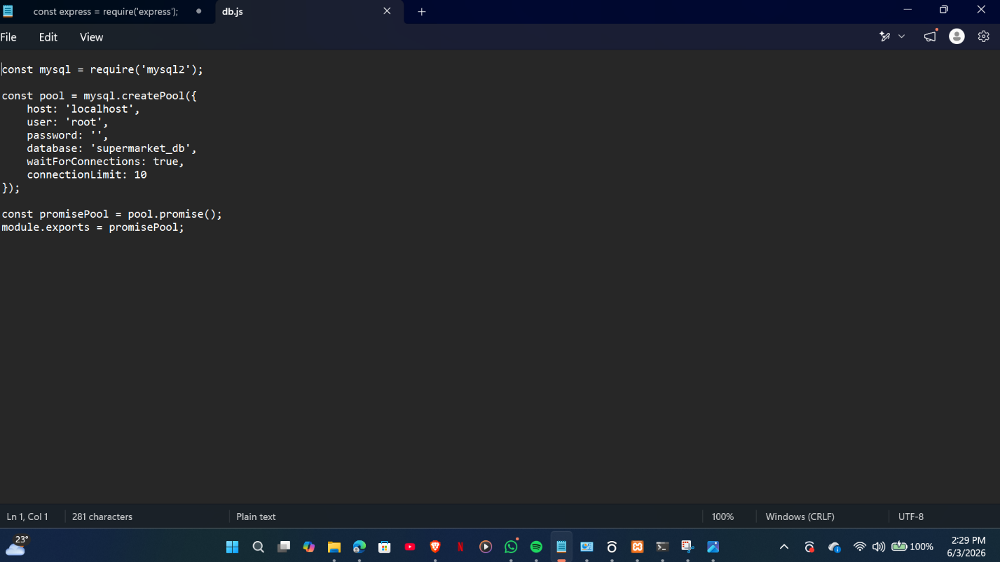 const express = require('express');
db.js
File Edit View
const mysql = require('mysql2');
const pool = mysql.createPool({
    host: 'localhost',
    user: 'root',
    password: '',
    database: 'supermarket_db',
    waitForConnections: true,
    connectionLimit: 10
});
const promisePool = pool.promise();
module.exports = promisePool;
Ln 1, Col 1 281 characters Plain text 100% Windows (CRLF) UTF-8
23°
100%
2:29 PM
6/3/2026